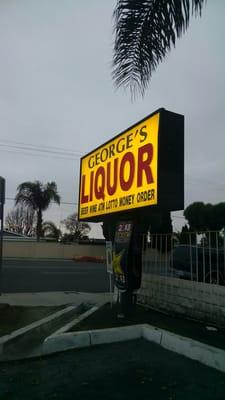 GEORGE'S
LIQUOR
BEER WINE ATM LOTTO MONEY ORDER